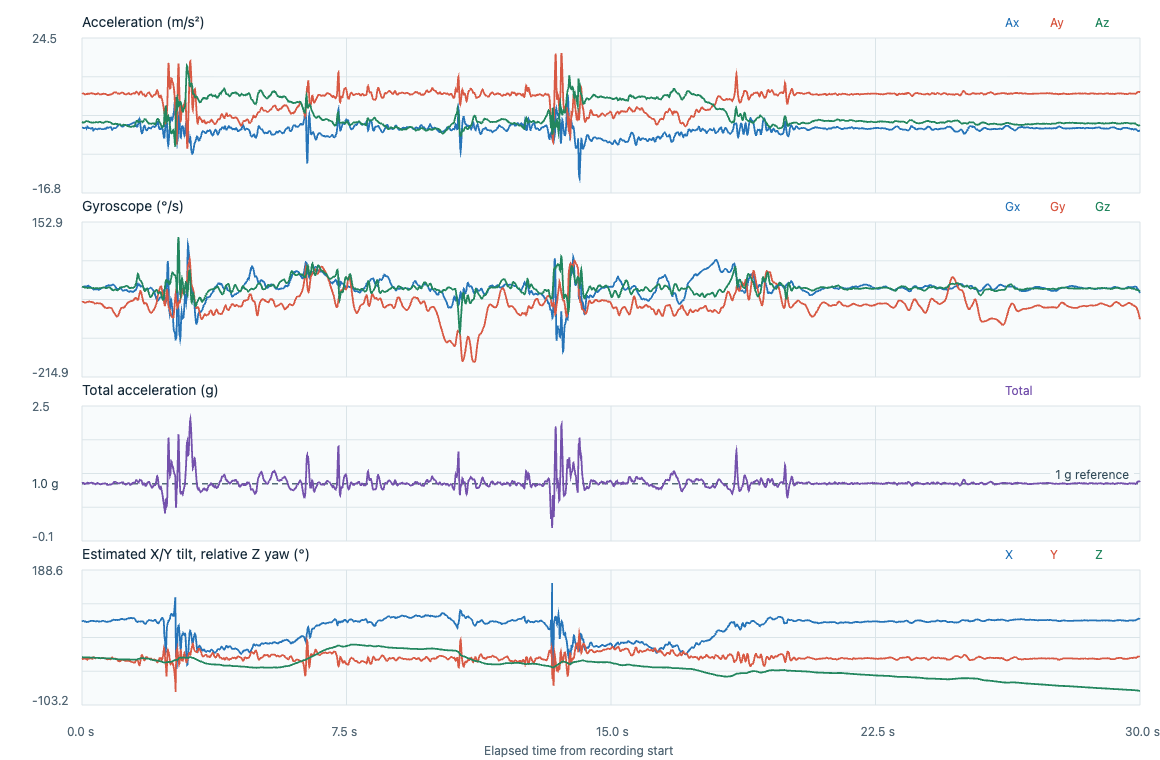 Acceleration (m/s²) Ax Ay Az
24.5
-16.8
Gyroscope (°/s) Gx Gy Gz
152.9
-214.9
Total acceleration (g) Total
2.5
1.0 g
1 g reference
-0.1
Estimated X/Y tilt, relative Z yaw (°) X Y Z
188.6
-103.2
0.0 s 7.5 s 15.0 s 22.5 s 30.0 s
Elapsed time from recording start